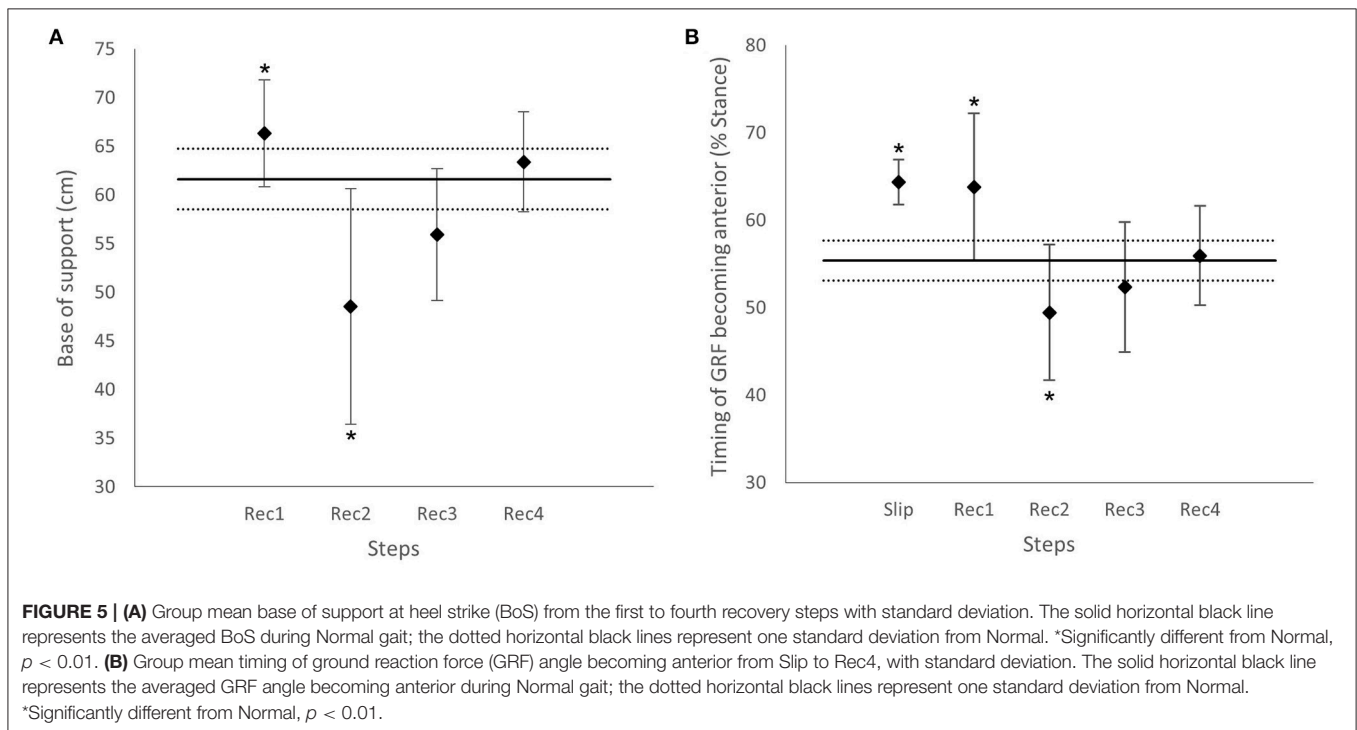 A
B
75
70
65
60
55
50
45
40
35
30
Base of support (cm)
*
*
Rec1 Rec2 Rec3 Rec4
Steps
80
70
60
50
40
30
Timing of GRF becoming anterior (% Stance)
*
*
*
Slip Rec1 Rec2 Rec3 Rec4
Steps
FIGURE 5 | (A) Group mean base of support at heel strike (BoS) from the first to fourth recovery steps with standard deviation. The solid horizontal black line
represents the averaged BoS during Normal gait; the dotted horizontal black lines represent one standard deviation from Normal. *Significantly different from Normal,
p < 0.01. (B) Group mean timing of ground reaction force (GRF) angle becoming anterior from Slip to Rec4, with standard deviation. The solid horizontal black line
represents the averaged GRF angle becoming anterior during Normal gait; the dotted horizontal black lines represent one standard deviation from Normal.
*Significantly different from Normal, p < 0.01.